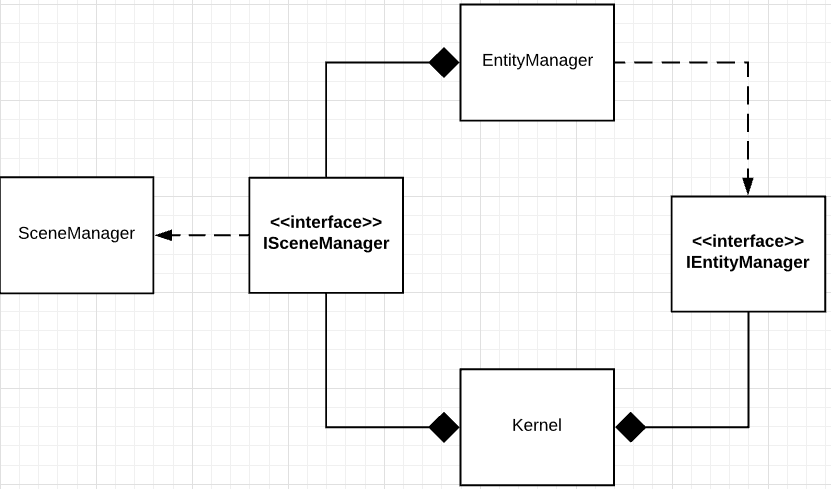 EntityManager
SceneManager
<<interface>>
ISceneManager
<<interface>>
IEntityManager
Kernel